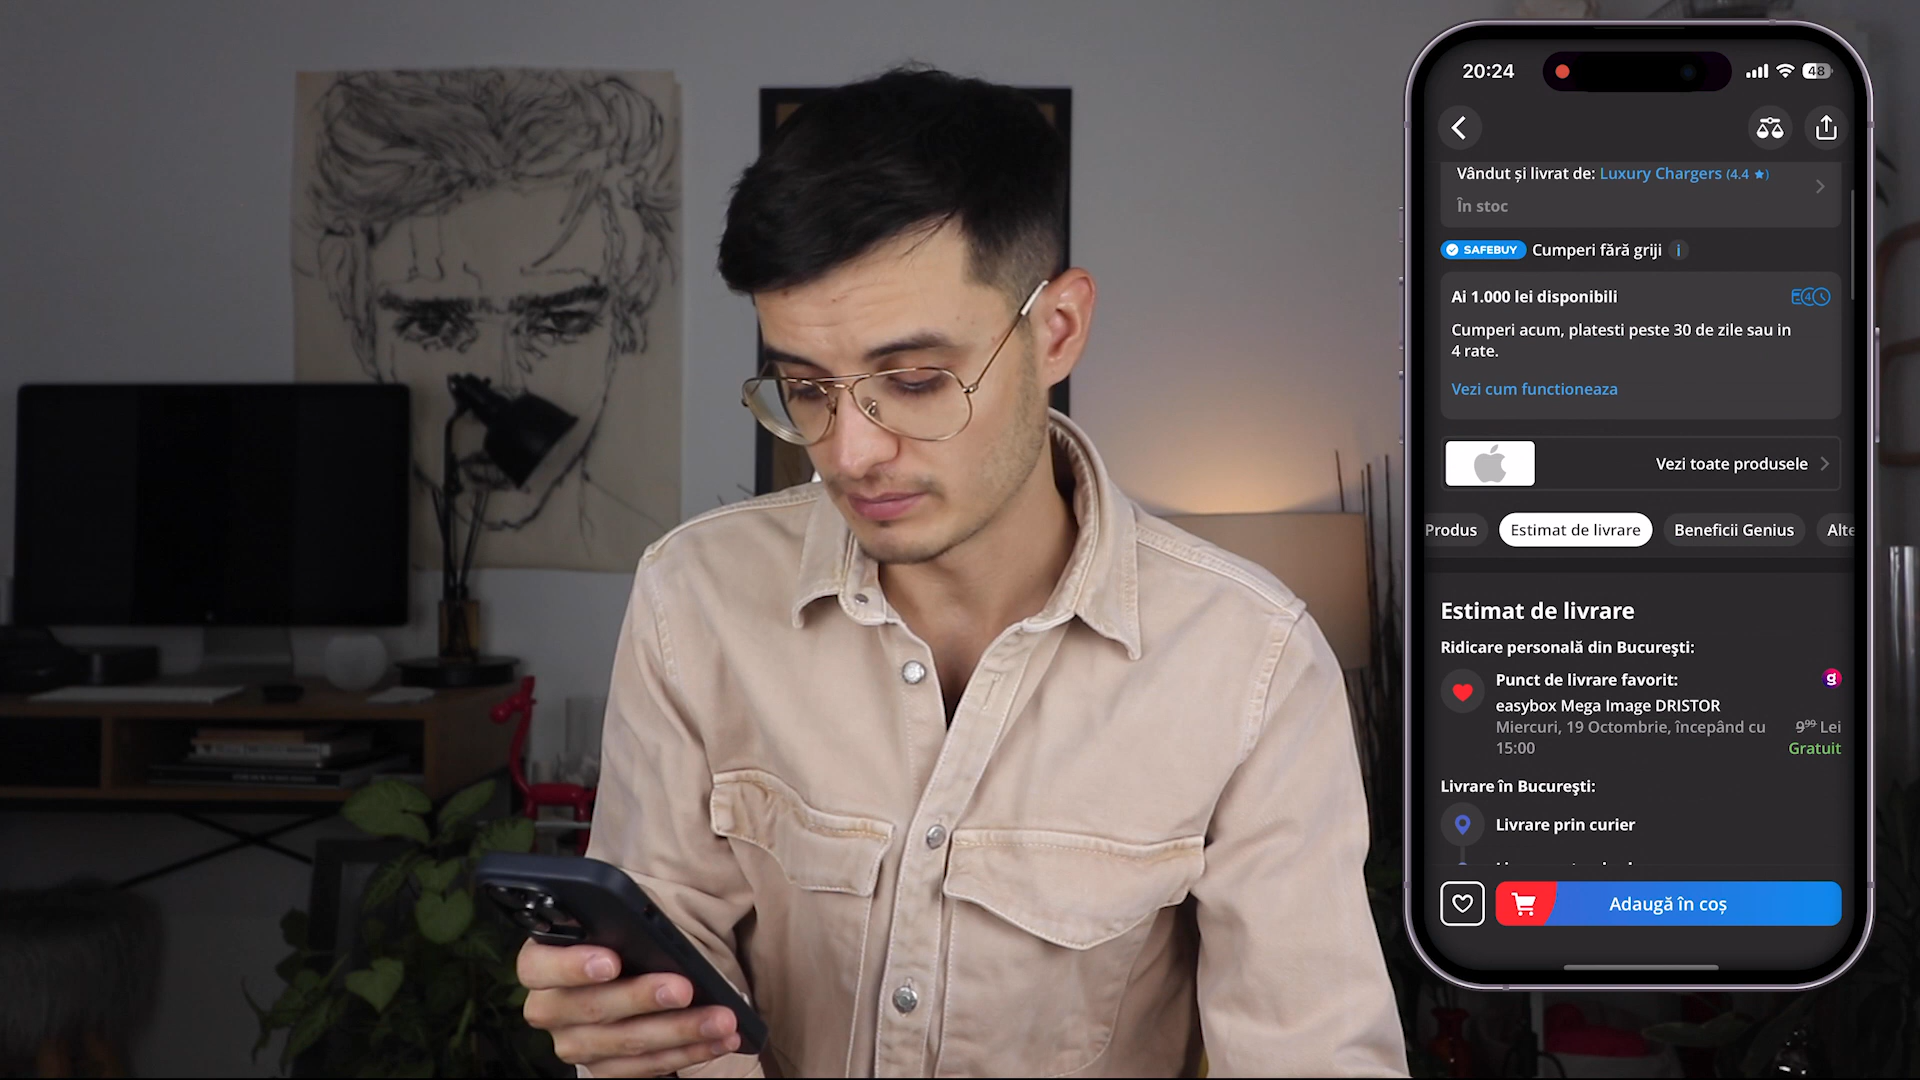 20:24
48
Vândut și livrat de: Luxury Chargers (4.4 ★)
În stoc
SAFEBUY Cumperi fără griji i
Ai 1.000 lei disponibili
Cumperi acum, platesti peste 30 de zile sau in
4 rate.
Vezi cum functioneaza
Vezi toate produsele
Produs
Estimat de livrare
Beneficii Genius
Alte
Estimat de livrare
Ridicare personală din Bucureşti:
Punct de livrare favorit:
g
easybox Mega Image DRISTOR
Miercuri, 19 Octombrie, începând cu
15:00
9⁹⁹ Lei
Gratuit
Livrare în Bucureşti:
Livrare prin curier
Adaugă în coș